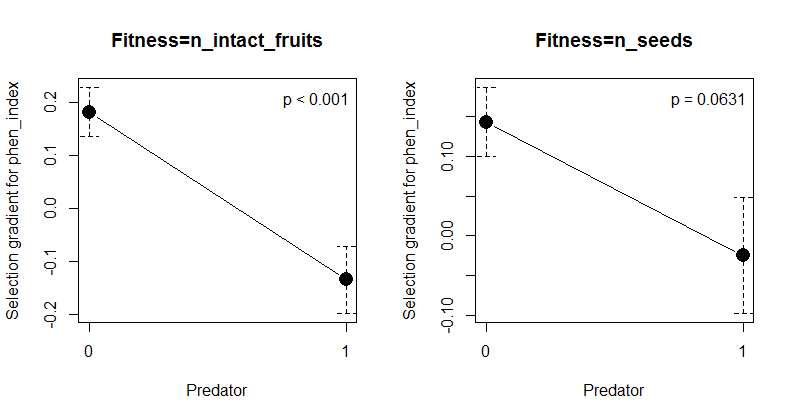 Fitness=n_intact_fruits
Selection gradient for phen_index
0.2
0.1
0.0
-0.1
-0.2
p < 0.001
0
1
Predator
Fitness=n_seeds
Selection gradient for phen_index
0.10
0.00
-0.10
p = 0.0631
0
1
Predator